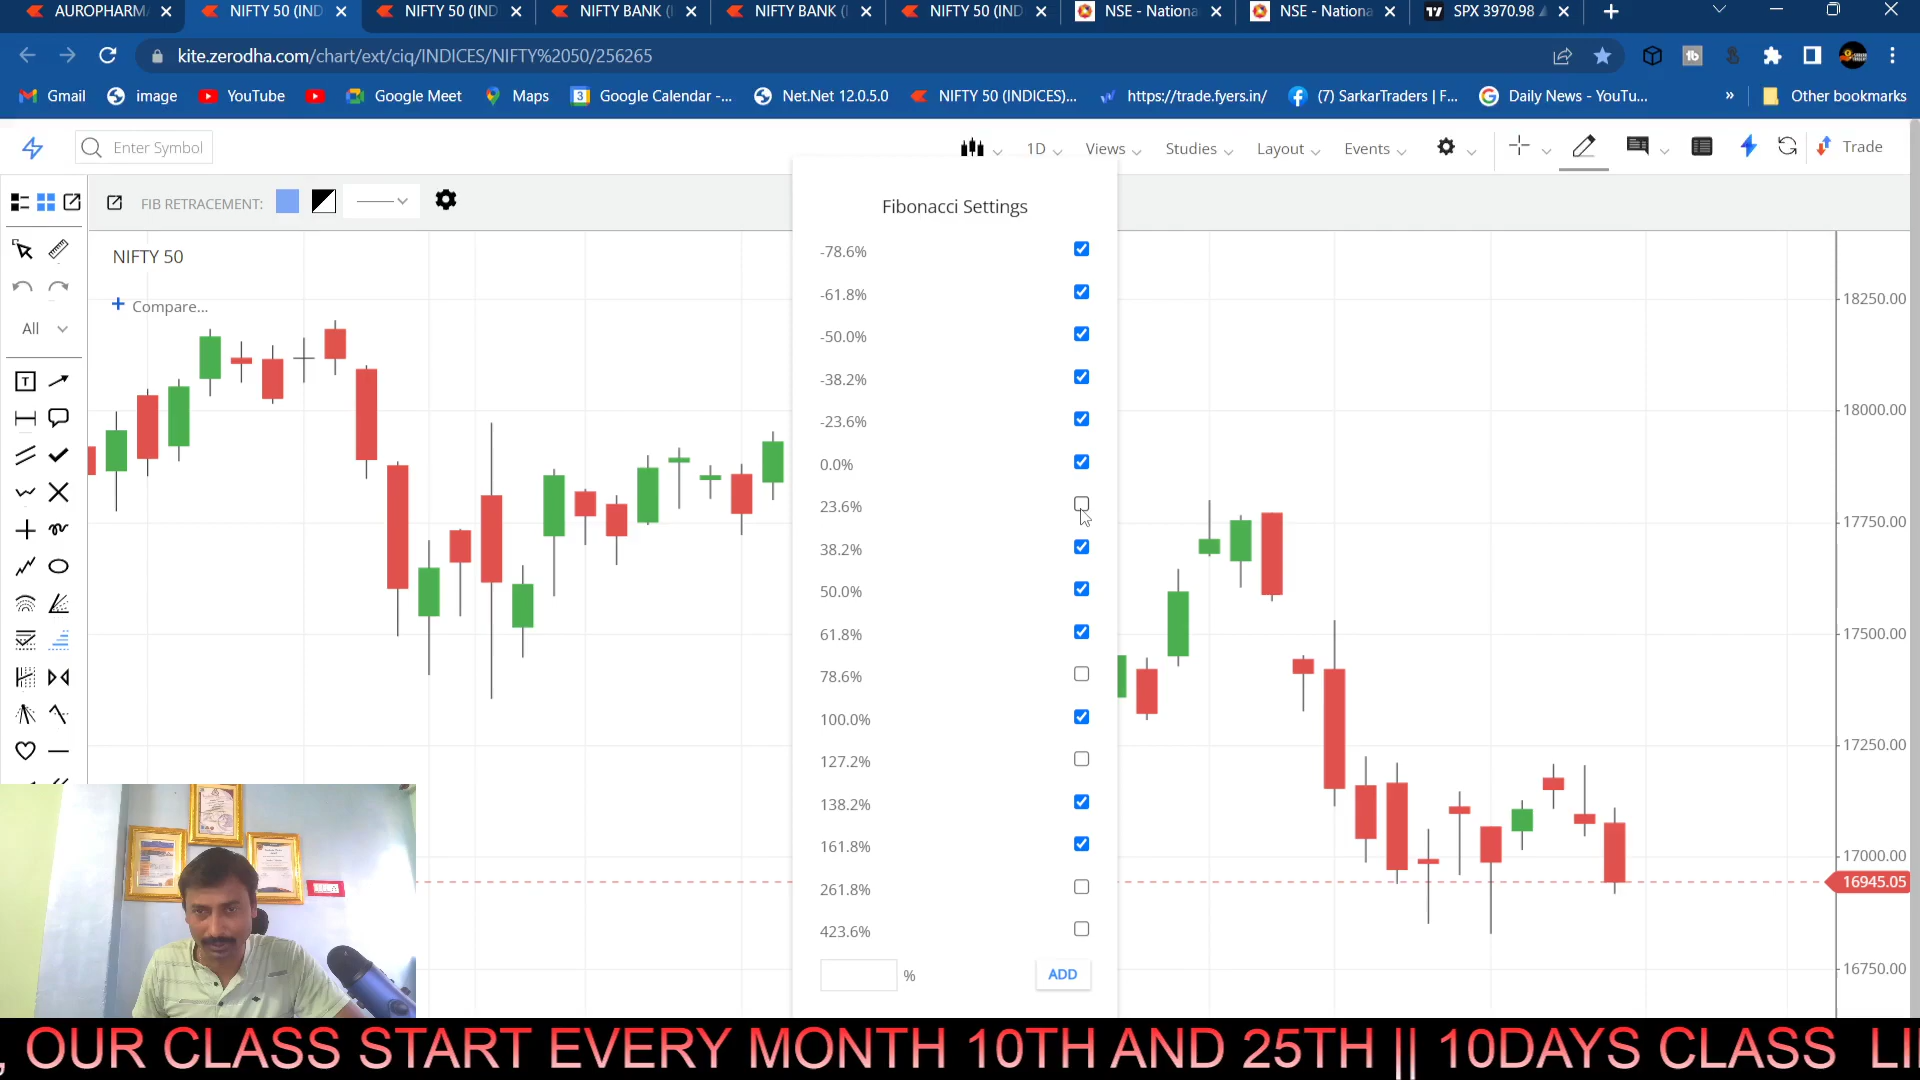 AUROPHARM
NIFTY 50 (IND
NIFTY 50 (IND
NIFTY BANK (
NIFTY BANK (
NIFTY 50 (IND
NSE - Nationa
NSE - Nationa
SPX 3970.98
kite.zerodha.com/chart/ext/ciq/INDICES/NIFTY%2050/256265
Gmail
image
YouTube
Google Meet
Maps
3
Google Calendar -...
Net.Net 12.0.5.0
NIFTY 50 (INDICES)...
https://trade.fyers.in/
(7) SarkarTraders | F...
Daily News - YouTu...
»
Other bookmarks
Enter Symbol
1D
Views
Studies
Layout
Events
Trade
FIB RETRACEMENT:
NIFTY 50
+ Compare...
All
T
Fibonacci Settings
-78.6%
-61.8%
-50.0%
-38.2%
-23.6%
0.0%
23.6%
38.2%
50.0%
61.8%
78.6%
100.0%
127.2%
138.2%
161.8%
261.8%
423.6%
%
ADD
18250.00
18000.00
17750.00
17500.00
17250.00
17000.00
16945.05
16750.00
, OUR CLASS START EVERY MONTH 10TH AND 25TH || 10DAYS CLASS LI